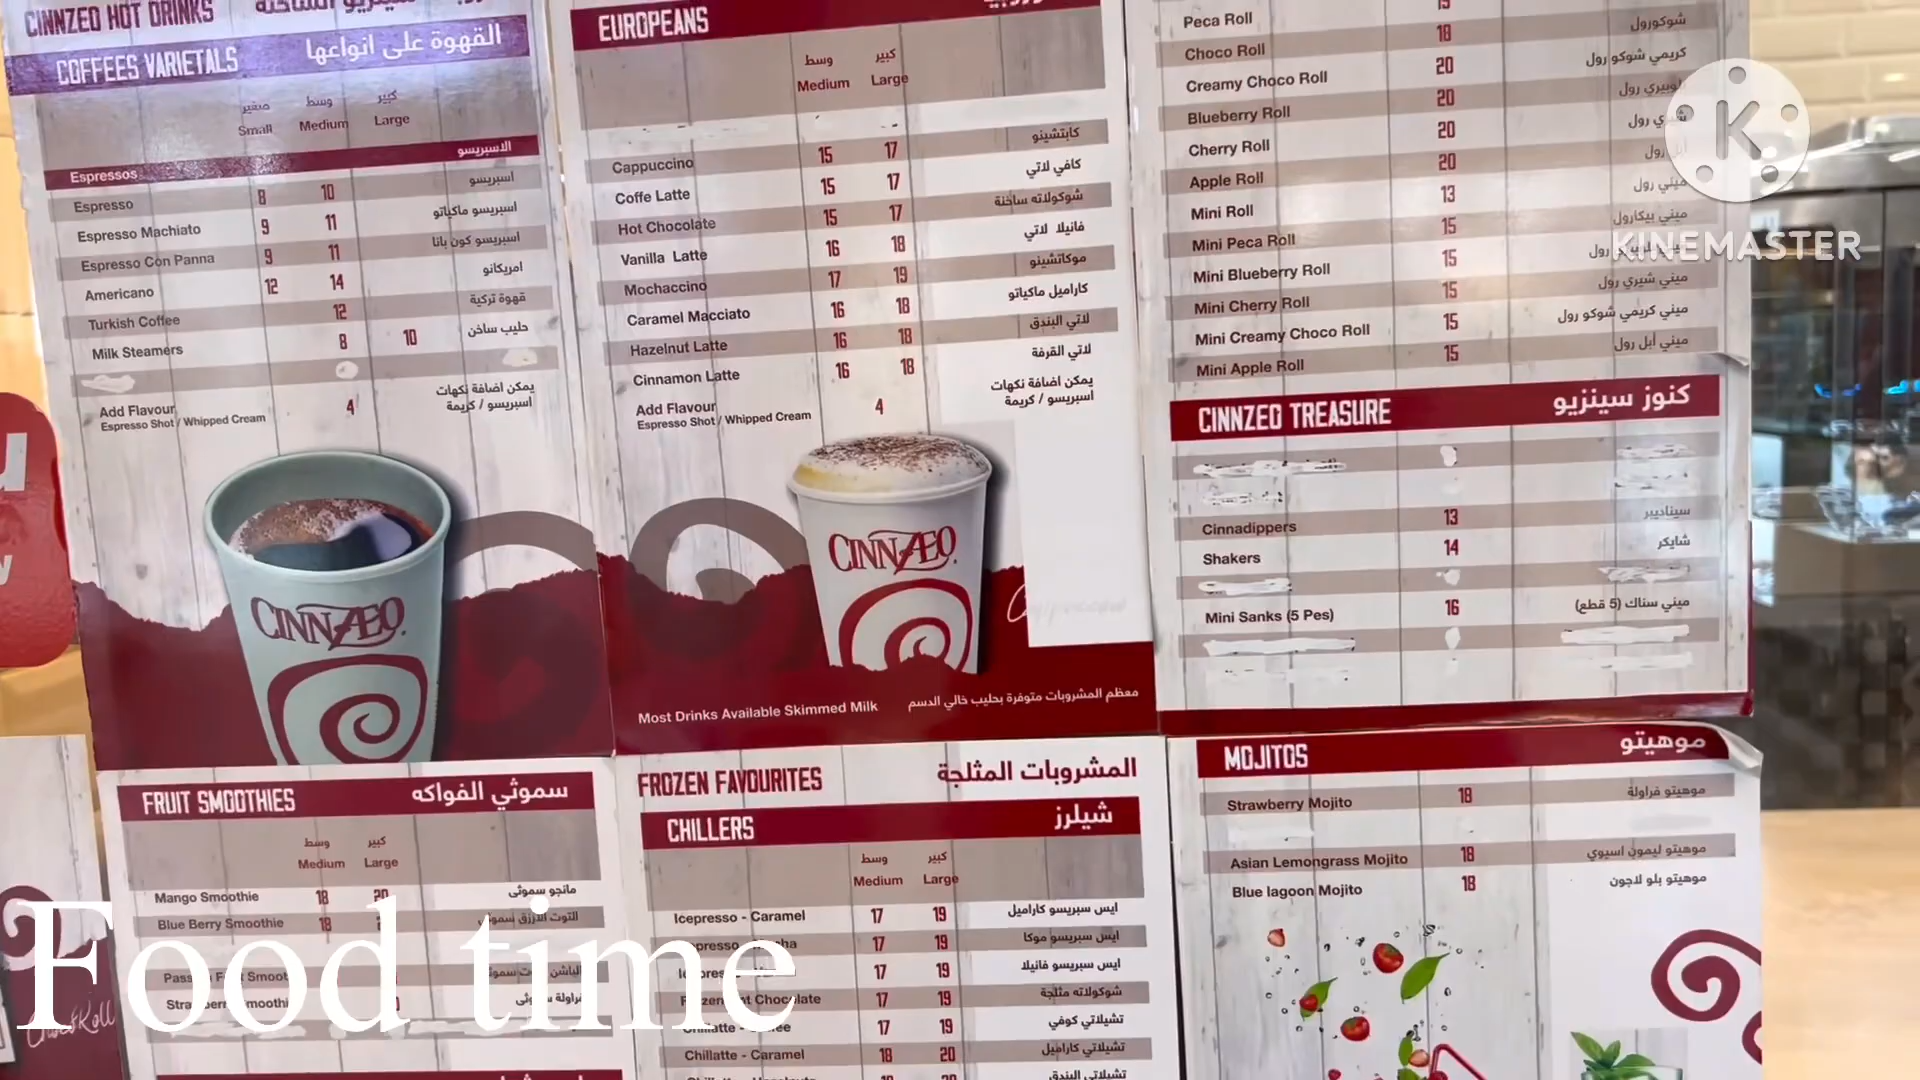 CINNZEO HOT DRINKS
COFFEES VARIETALS القهوة على انواعها
صغير وسط كبير
Small Medium Large
Espressos الاسبريسو
Espresso 8 10 اسبريسو
Espresso Machiato 9 11 اسبريسو ماكياتو
Espresso Con Panna 9 11 اسبريسو كون بانا
Americano 12 14 امريكانو
Turkish Coffee 12 قهوة تركية
Milk Steamers 8 10 حليب ساخن
Add Flavour 4 يمكن اضافة نكهات
Espresso Shot / Whipped Cream اسبريسو / كريمة
CINNZEO
EUROPEANS
وسط كبير
Medium Large
كابتشينو
Cappuccino 15 17 كافي لاتي
Coffe Latte 15 17 شوكولاته ساخنة
Hot Chocolate 15 17 فانيلا لاتي
Vanilla Latte 16 18 موكاتشينو
Mochaccino 17 19 كاراميل ماكياتو
Caramel Macciato 16 18 لاتي البندق
Hazelnut Latte 16 18 لاتي القرفة
Cinnamon Latte 16 18
Add Flavour 4 يمكن اضافة نكهات
Espresso Shot / Whipped Cream اسبريسو / كريمة
CINNZEO
Most Drinks Available Skimmed Milk معظم المشروبات متوفرة بحليب خالي الدسم
Peca Roll 15
Choco Roll 18 شوكورول
Creamy Choco Roll 20 كريمي شوكو رول
Blueberry Roll 20 رول
Cherry Roll 20 رول
Apple Roll 20 رول
Mini Roll 13 ميني رول
Mini Peca Roll 15 ميني بيكارول
Mini Blueberry Roll 15 رول
Mini Cherry Roll 15 ميني شيري رول
Mini Creamy Choco Roll 15 ميني كريمي شوكو رول
Mini Apple Roll 15 ميني أبل رول
CINNZEO TREASURE كنوز سينزيو
Cinnadippers 13 سيناديبر
Shakers 14 شايكر
Mini Sanks (5 Pes) 16 ميني سناك (5 قطع)
K
KINEMASTER
FRUIT SMOOTHIES سموثي الفواكه
وسط كبير
Medium Large
Mango Smoothie 18 20 مانجو سموثى
Blue Berry Smoothie 18
FROZEN FAVOURITES المشروبات المثلجة
CHILLERS شيلرز
وسط كبير
Medium Large
Icepresso - Caramel 17 19 ايس سبريسو كاراميل
17 19 ايس سبريسو موكا
17 19 ايس سبريسو فانيلا
Chocolate 17 19 شوكولاته مثلجة
17 19 تشيلاتي كوفي
Chillatte - Caramel 18 20 تشيلاتي كاراميل
MOJITOS موهيتو
Strawberry Mojito 18 موهيتو فراولة
Asian Lemongrass Mojito 18 موهيتو ليمون اسيوي
Blue lagoon Mojito 18 موهيتو بلو لاجون
Food time